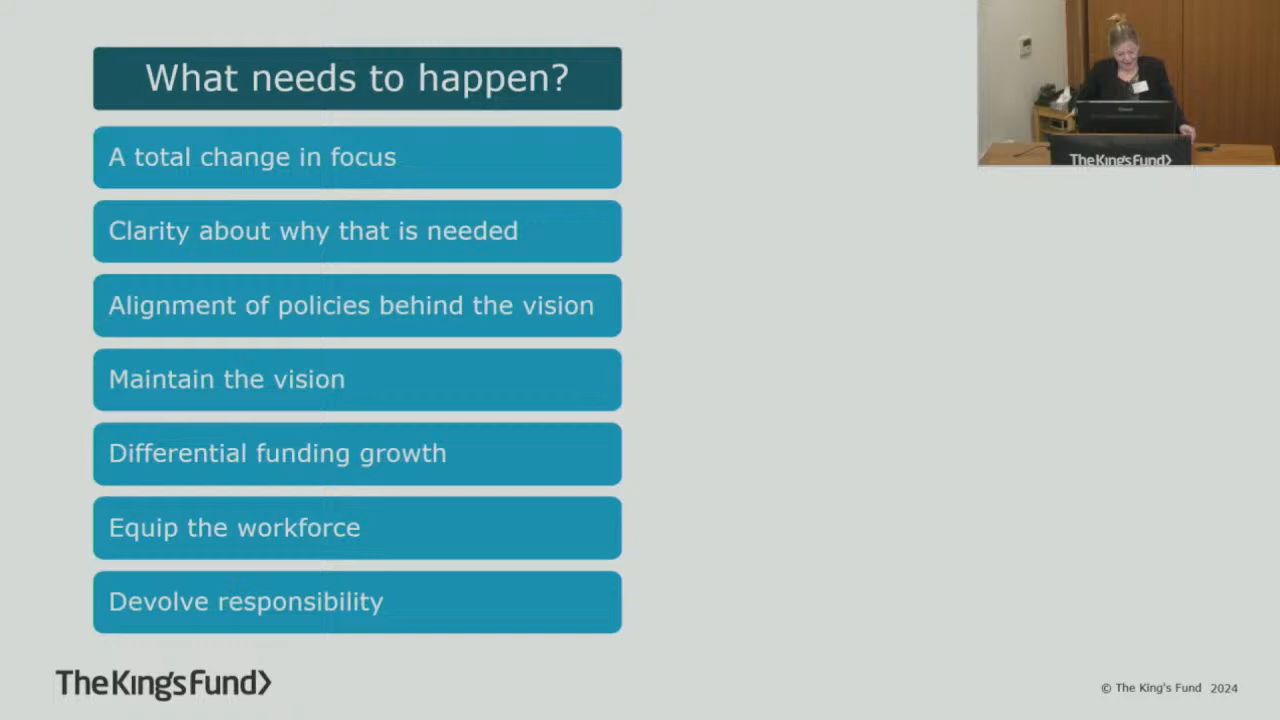 What needs to happen?
A total change in focus
Clarity about why that is needed
Alignment of policies behind the vision
Maintain the vision
Differential funding growth
Equip the workforce
Devolve responsibility
The King's Fund>
© The King's Fund 2024
The King's Fund>